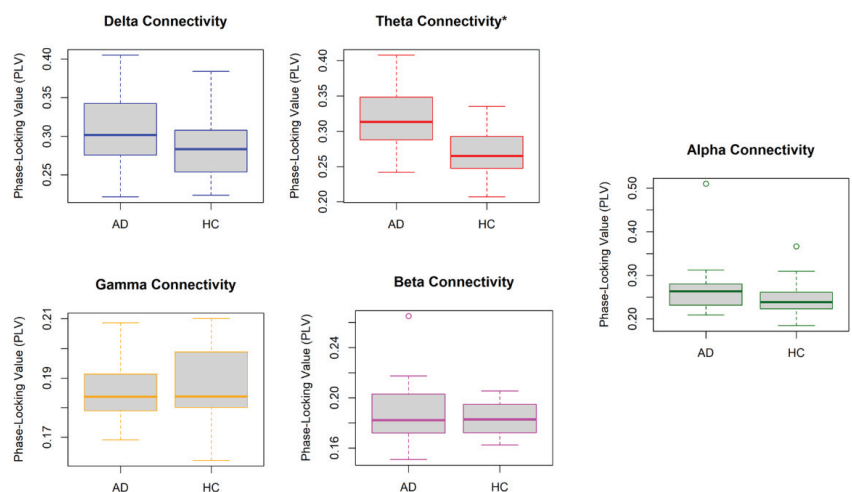 Delta Connectivity
Phase-Locking Value (PLV)
0.40
0.35
0.30
0.25
AD HC
Theta Connectivity*
Phase-Locking Value (PLV)
0.40
0.35
0.30
0.25
0.20
AD HC
Alpha Connectivity
Phase-Locking Value (PLV)
0.50
0.40
0.30
0.20
AD HC
Gamma Connectivity
Phase-Locking Value (PLV)
0.21
0.19
0.17
AD HC
Beta Connectivity
Phase-Locking Value (PLV)
0.24
0.20
0.16
AD HC